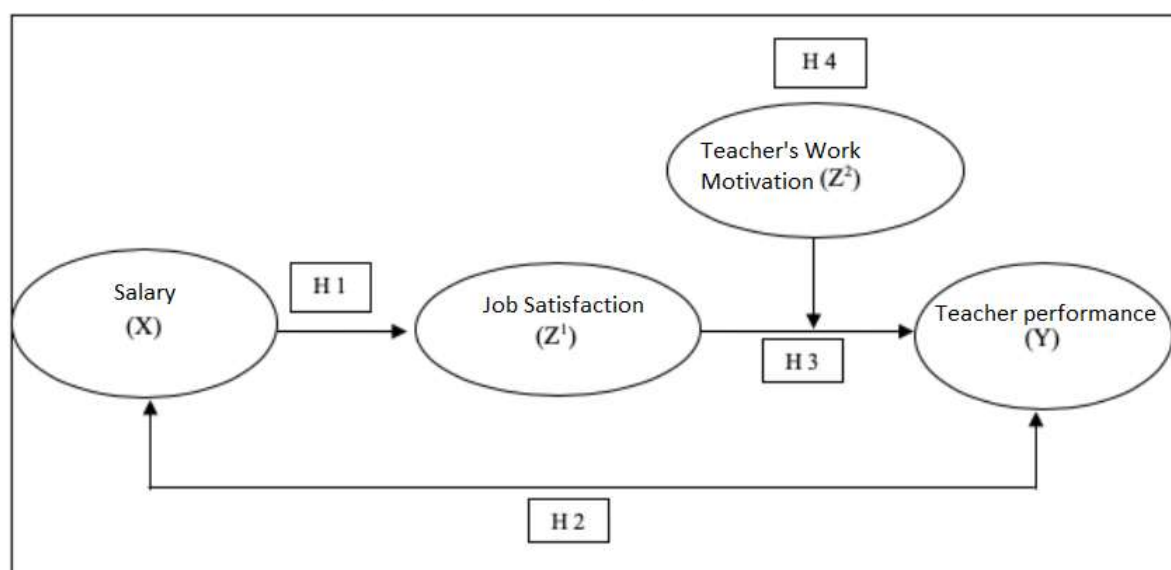 H 4
Teacher's Work
Motivation (Z²)
Salary
(X)
H 1
Job Satisfaction
(Z¹)
H 3
Teacher performance
(Y)
H 2